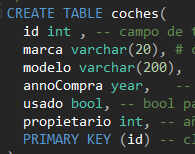 CREATE TABLE coches(
id int , -- campo de
marca varchar(20), #
modelo varchar(200),
annoCompra year, --
usado bool, -- bool
propietario int, --
PRIMARY KEY (id) --